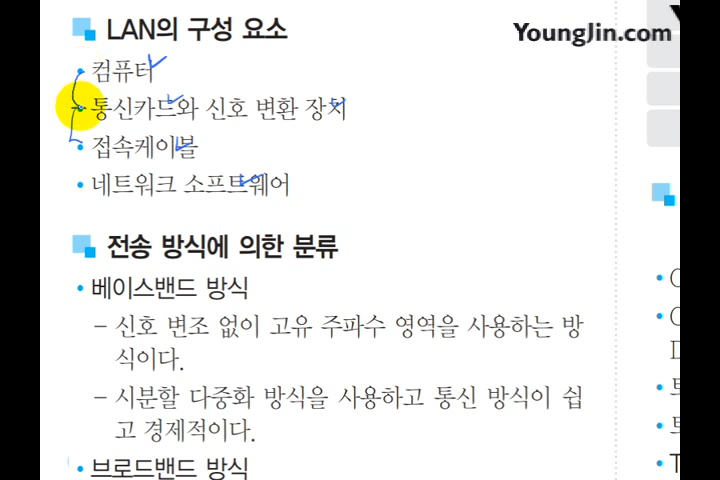 LAN의 구성 요소
YoungJin.com
• 컴퓨터
• 통신카드와 신호 변환 장치
• 접속케이블
• 네트워크 소프트웨어
전송 방식에 의한 분류
• 베이스밴드 방식
– 신호 변조 없이 고유 주파수 영역을 사용하는 방
식이다.
– 시분할 다중화 방식을 사용하고 통신 방식이 쉽
고 경제적이다.
• 브로드밴드 방식